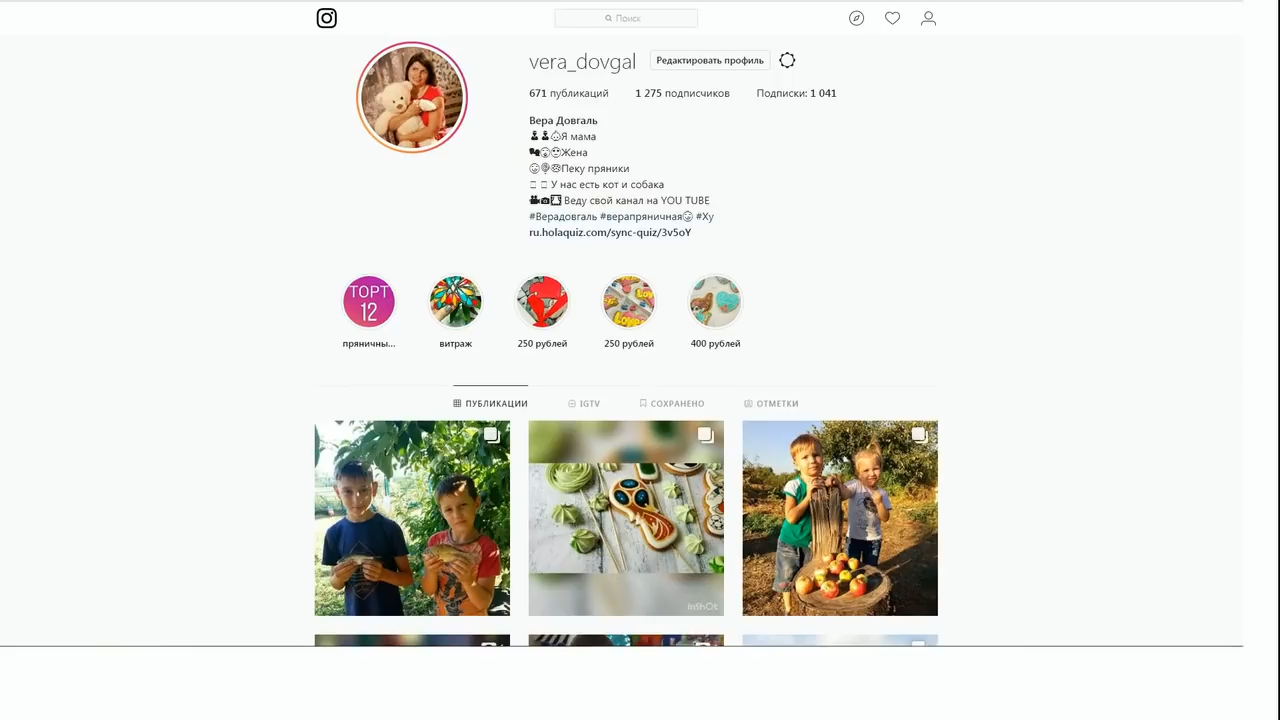 Поиск
vera_dovgal Редактировать профиль
671 публикаций 1 275 подписчиков Подписки: 1 041
Вера Довгаль
Я мама
Жена
Пеку пряники
У нас есть кот и собака
Веду свой канал на YOU TUBE
#Верадовгаль #верапряничная #Ху
ru.holaquiz.com/sync-quiz/3v5oY
ТОРТ
12
LOVE
пряничны... витраж 250 рублей 250 рублей 400 рублей
ПУБЛИКАЦИИ IGTV СОХРАНЕНО ОТМЕТКИ
InShOt